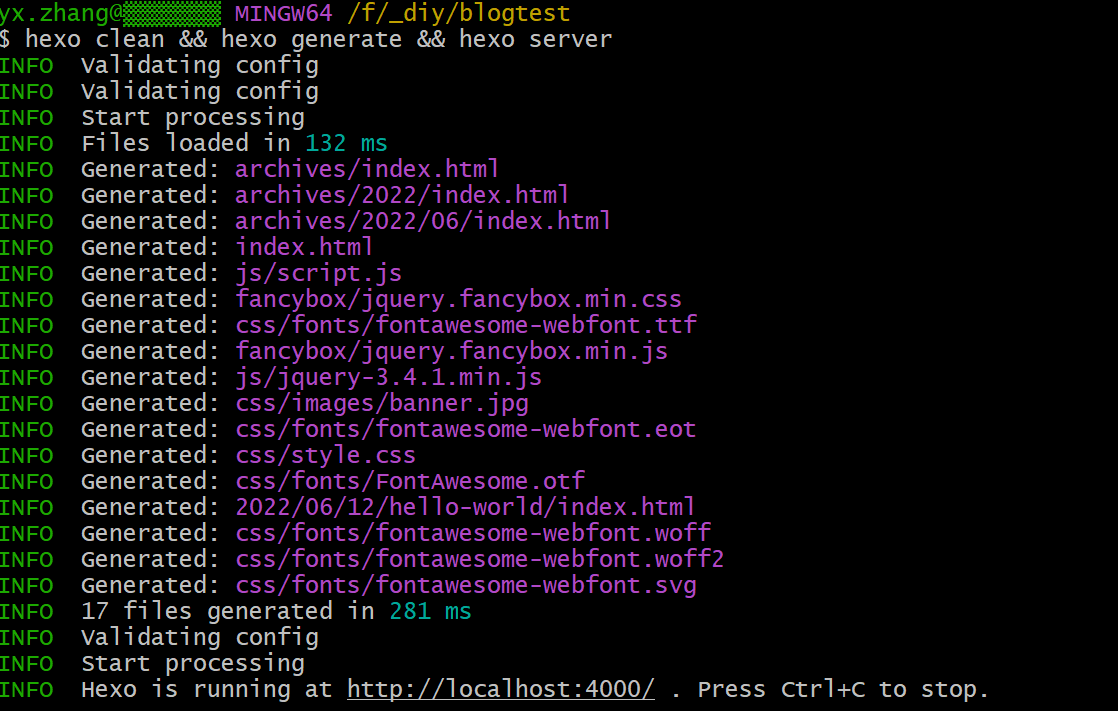 yx.zhang@ MINGW64 /f/_diy/blogtest
$ hexo clean && hexo generate && hexo server
INFO  Validating config
INFO  Validating config
INFO  Start processing
INFO  Files loaded in 132 ms
INFO  Generated: archives/index.html
INFO  Generated: archives/2022/index.html
INFO  Generated: archives/2022/06/index.html
INFO  Generated: index.html
INFO  Generated: js/script.js
INFO  Generated: fancybox/jquery.fancybox.min.css
INFO  Generated: css/fonts/fontawesome-webfont.ttf
INFO  Generated: fancybox/jquery.fancybox.min.js
INFO  Generated: js/jquery-3.4.1.min.js
INFO  Generated: css/images/banner.jpg
INFO  Generated: css/fonts/fontawesome-webfont.eot
INFO  Generated: css/style.css
INFO  Generated: css/fonts/FontAwesome.otf
INFO  Generated: 2022/06/12/hello-world/index.html
INFO  Generated: css/fonts/fontawesome-webfont.woff
INFO  Generated: css/fonts/fontawesome-webfont.woff2
INFO  Generated: css/fonts/fontawesome-webfont.svg
INFO  17 files generated in 281 ms
INFO  Validating config
INFO  Start processing
INFO  Hexo is running at http://localhost:4000/ . Press Ctrl+C to stop.